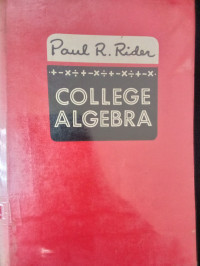 Paul R. Rider
+-×÷+-×÷+-×÷+-×-
COLLEGE
ALGEBRA